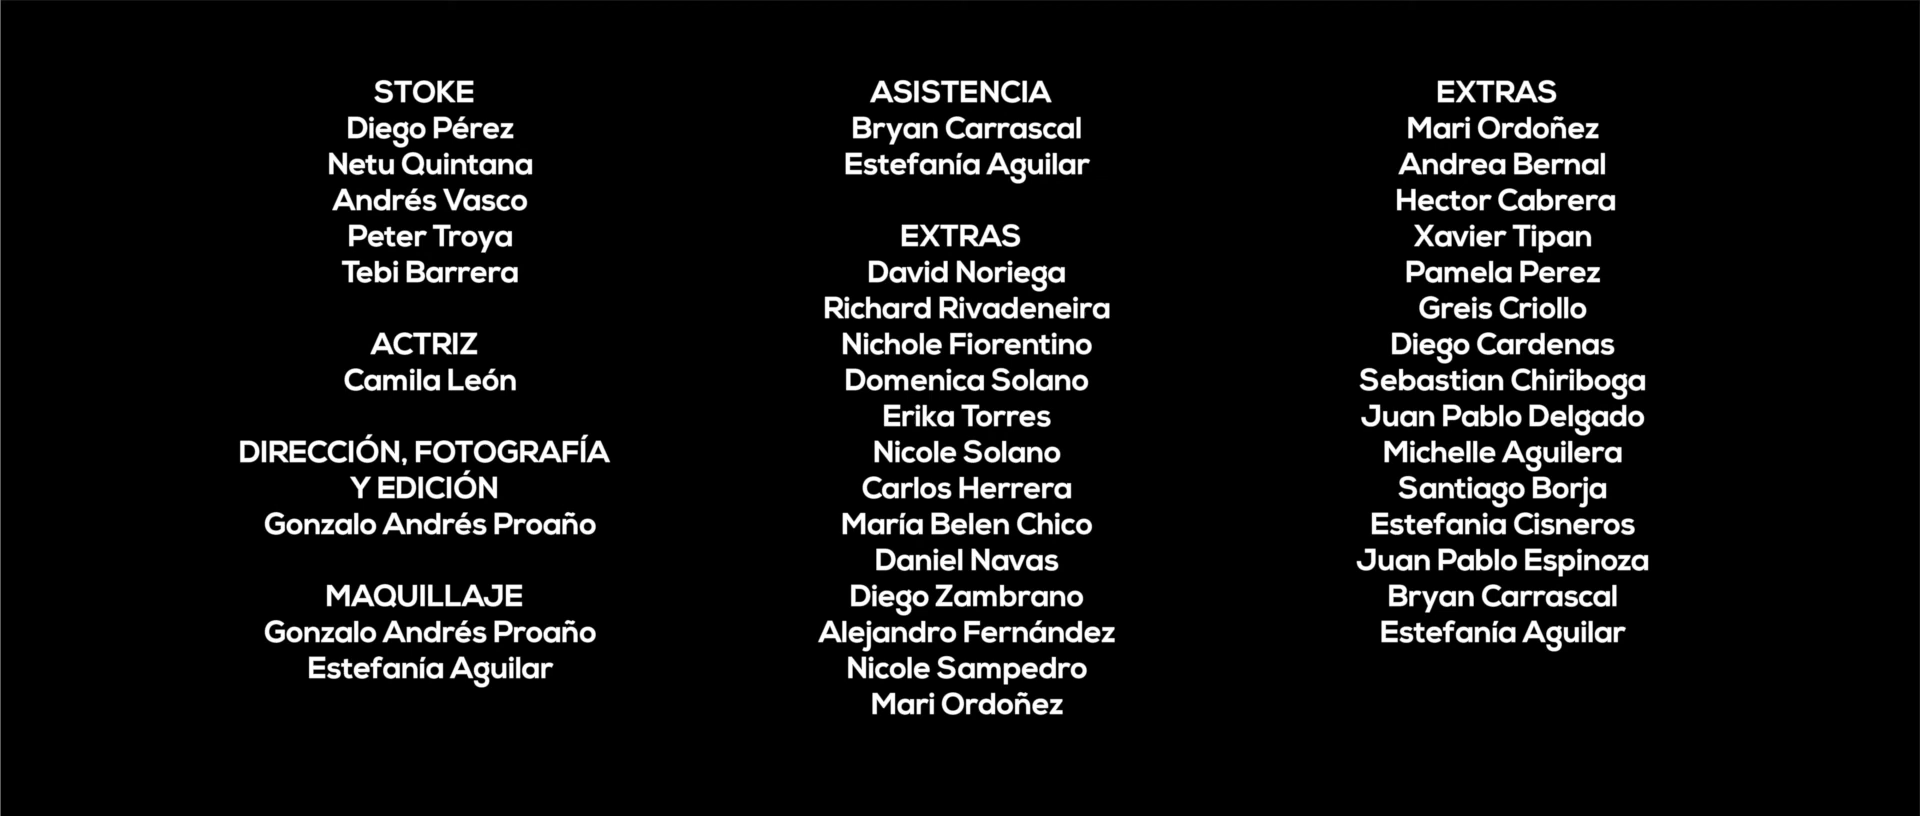 STOKE
Diego Pérez
Netu Quintana
Andrés Vasco
Peter Troya
Tebi Barrera
ACTRIZ
Camila León
DIRECCIÓN, FOTOGRAFÍA
Y EDICIÓN
Gonzalo Andrés Proaño
MAQUILLAJE
Gonzalo Andrés Proaño
Estefanía Aguilar
ASISTENCIA
Bryan Carrascal
Estefanía Aguilar
EXTRAS
David Noriega
Richard Rivadeneira
Nichole Fiorentino
Domenica Solano
Erika Torres
Nicole Solano
Carlos Herrera
María Belen Chico
Daniel Navas
Diego Zambrano
Alejandro Fernández
Nicole Sampedro
Mari Ordoñez
EXTRAS
Mari Ordoñez
Andrea Bernal
Hector Cabrera
Xavier Tipan
Pamela Perez
Greis Criollo
Diego Cardenas
Sebastian Chiriboga
Juan Pablo Delgado
Michelle Aguilera
Santiago Borja
Estefania Cisneros
Juan Pablo Espinoza
Bryan Carrascal
Estefanía Aguilar